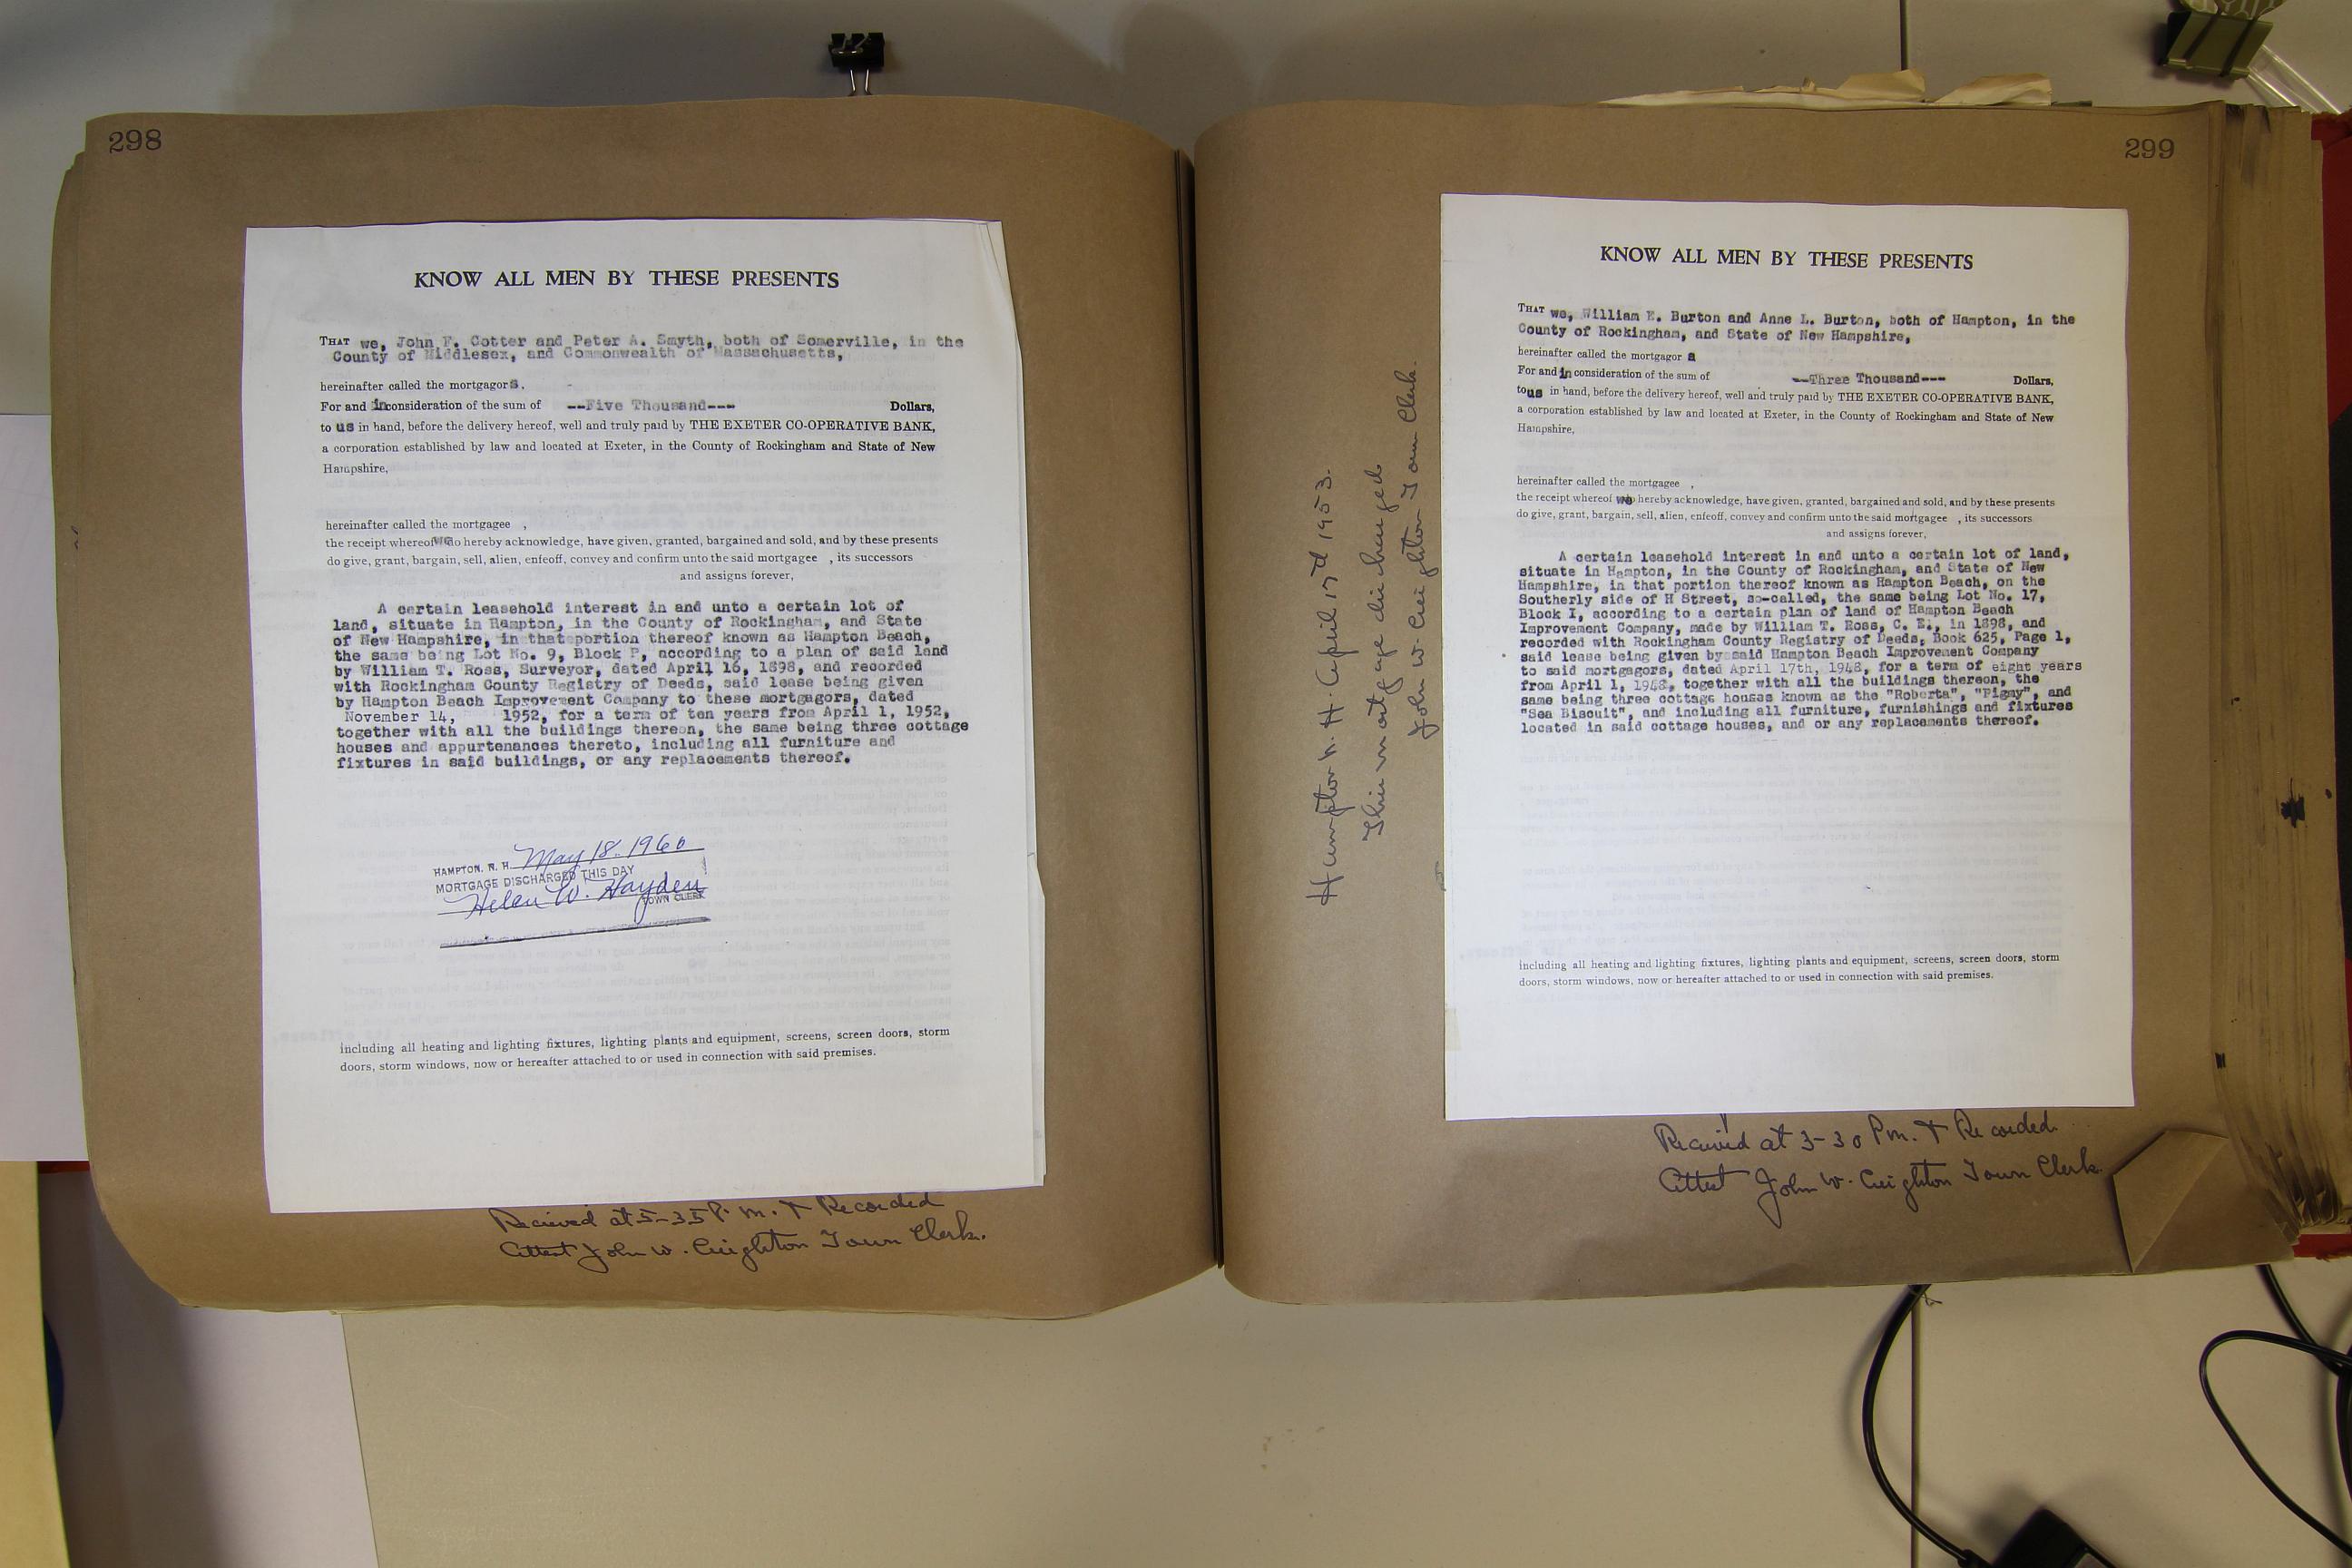 298
KNOW ALL MEN BY THESE PRESENTS
THAT we, John F. Cotter and Peter A. Smyth, both of Somerville, in the
County of Middlesex, and Commonwealth of Massachusetts,
hereinafter called the mortgagors.
For and in consideration of the sum of --Five Thousand--- Dollars,
to us in hand, before the delivery hereof, well and truly paid by THE EXETER CO-OPERATIVE BANK,
a corporation established by law and located at Exeter, in the County of Rockingham and State of New
Hampshire,
hereinafter called the mortgagee ,
the receipt whereof we do hereby acknowledge, have given, granted, bargained and sold, and by these presents
do give, grant, bargain, sell, alien, enfeoff, convey and confirm unto the said mortgagee , its successors
and assigns forever,
A certain leasehold interest in and unto a certain lot of
land, situate in Hampton, in the County of Rockingham, and State
of New Hampshire, in that portion thereof known as Hampton Beach,
the same being Lot No. 9, Block P, according to a plan of said land
by William T. Ross, Surveyor, dated April 16, 1898, and recorded
with Rockingham County Registry of Deeds, said lease being given
by Hampton Beach Improvement Company to these mortgagors, dated
November 14, 1952, for a term of ten years from April 1, 1952,
together with all the buildings thereon, the same being three cottage
houses and appurtenances thereto, including all furniture and
fixtures in said buildings, or any replacements thereof.
HAMPTON, N. H. May 18. 1960
MORTGAGE DISCHARGED THIS DAY
Helen W. Hayden
TOWN CLERK
including all heating and lighting fixtures, lighting plants and equipment, screens, screen doors, storm
doors, storm windows, now or hereafter attached to or used in connection with said premises.
Recieved at 5-35 P. m. + Recorded
Attest John W. Creighton Town Clerk.
299
Hampton N. H. April 17th 1953.
This mortgage discharged
John W. Creighton Town Clerk.
KNOW ALL MEN BY THESE PRESENTS
THAT we, William E. Burton and Anne L. Burton, both of Hampton, in the
County of Rockingham, and State of New Hampshire,
hereinafter called the mortgagor s
For and in consideration of the sum of --Three Thousand--- Dollars,
to us in hand, before the delivery hereof, well and truly paid by THE EXETER CO-OPERATIVE BANK,
a corporation established by law and located at Exeter, in the County of Rockingham and State of New
Hampshire,
hereinafter called the mortgagee ,
the receipt whereof we do hereby acknowledge, have given, granted, bargained and sold, and by these presents
do give, grant, bargain, sell, alien, enfeoff, convey and confirm unto the said mortgagee , its successors
and assigns forever,
A certain leasehold interest in and unto a certain lot of land,
situate in Hampton, in the County of Rockingham, and State of New
Hampshire, in that portion thereof known as Hampton Beach, on the
Southerly side of H Street, so-called, the same being Lot No. 17,
Block I, according to a certain plan of land of Hampton Beach
Improvement Company, made by William T. Ross, C. E., in 1898, and
recorded with Rockingham County Registry of Deeds, Book 625, Page 1,
said lease being given by said Hampton Beach Improvement Company
to said mortgagors, dated April 17th, 1948, for a term of eight years
from April 1, 1948, together with all the buildings thereon, the
same being three cottage houses known as the "Roberta", "Pigmy", and
"Sea Biscuit", and including all furniture, furnishings and fixtures
located in said cottage houses, and or any replacements thereof.
including all heating and lighting fixtures, lighting plants and equipment, screens, screen doors, storm
doors, storm windows, now or hereafter attached to or used in connection with said premises.
Recieved at 3-30 Pm. + Recorded.
Attest John W. Creighton Town Clerk.